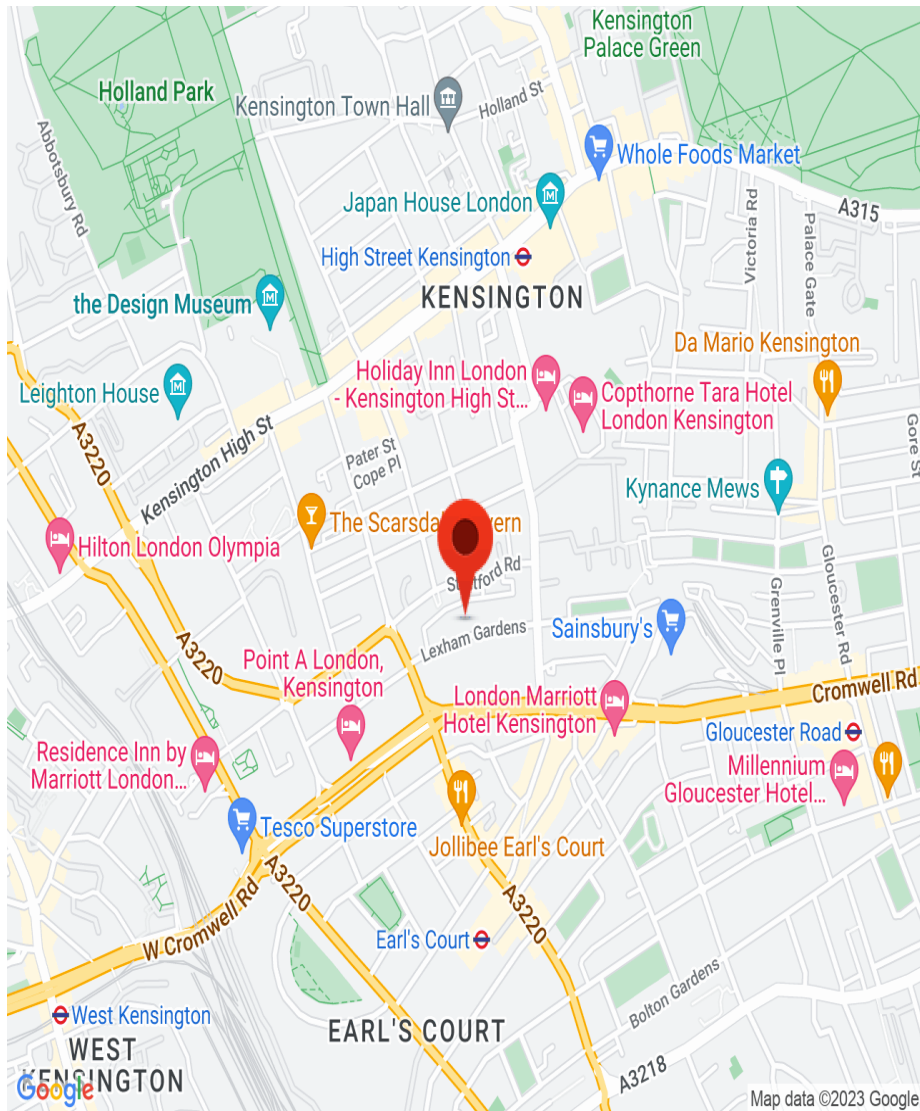 Kensington
Palace Green
Holland Park
Kensington Town Hall
Holland St
Abbotsbury Rd
Whole Foods Market
Japan House London
A315
Victoria Rd
Palace Gate
High Street Kensington
KENSINGTON
the Design Museum
Da Mario Kensington
Leighton House
Holiday Inn London
- Kensington High St...
Copthorne Tara Hotel
London Kensington
Gore St
A3220
Kensington High St
Pater St
Cope Pl
Kynance Mews
The Scarsda
vern
Hilton London Olympia
Gloucester Rd
Grenville Pl
Lexham Gardens
Sainsbury's
A3220
Point A London,
Kensington
London Marriott
Hotel Kensington
Cromwell Rd
Gloucester Road
Residence Inn by
Marriott London...
Millennium
Gloucester Hotel...
Tesco Superstore
Jollibee Earl's Court
A3220
A3220
W Cromwell Rd
Earl's Court
Bolton Gardens
West Kensington
EARL'S COURT
WEST
KENSINGTON
A3218
Google
Map data ©2023 Google